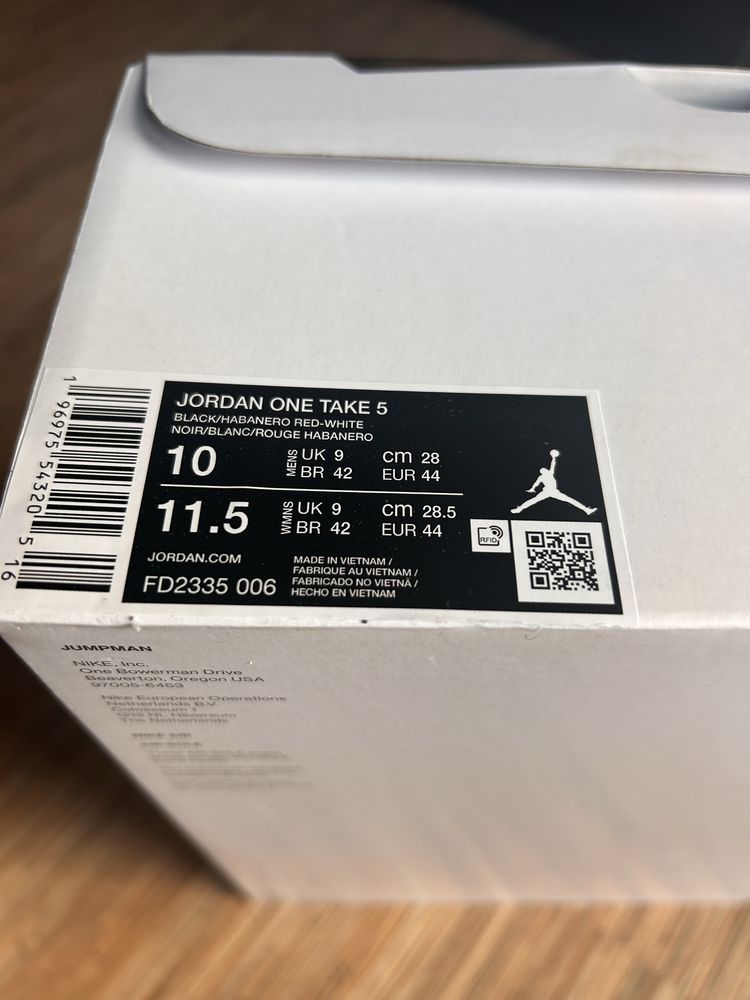 JORDAN ONE TAKE 5
BLACK/HABANERO RED-WHITE
NOIR/BLANC/ROUGE HABANERO
10 MENS UK 9 cm 28
BR 42 EUR 44
11.5 WMNS UK 9 cm 28.5
BR 42 EUR 44
JORDAN.COM
FD2335 006
MADE IN VIETNAM /
FABRIQUE AU VIETNAM /
FABRICADO NO VIETNÃ /
HECHO EN VIETNAM
RFID
1 96975 54320 5 16
JUMPMAN
NIKE, Inc.
One Bowerman Drive
Beaverton, Oregon USA
97005-6453
Nike European Operations
Netherlands B.V.
Colosseum 1
1213 NL Hilversum
The Netherlands